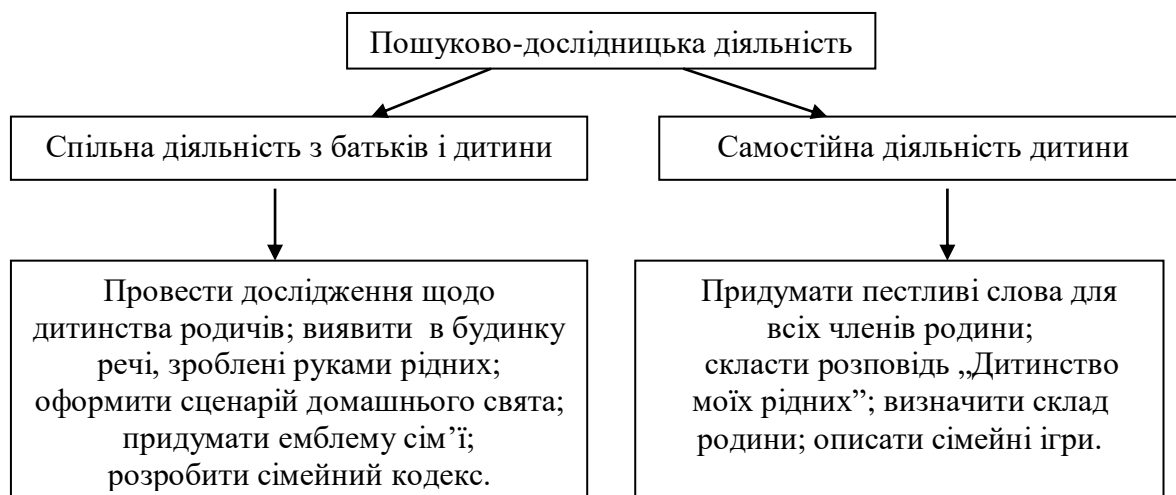 Пошуково-дослідницька діяльність
Спільна діяльність з батьків і дитини
Самостійна діяльність дитини
Провести дослідження щодо
дитинства родичів; виявити в будинку
речі, зроблені руками рідних;
оформити сценарій домашнього свята;
придумати емблему сім’ї;
розробити сімейний кодекс.
Придумати пестливі слова для
всіх членів родини;
скласти розповідь „Дитинство
моїх рідних”; визначити склад
родини; описати сімейні ігри.